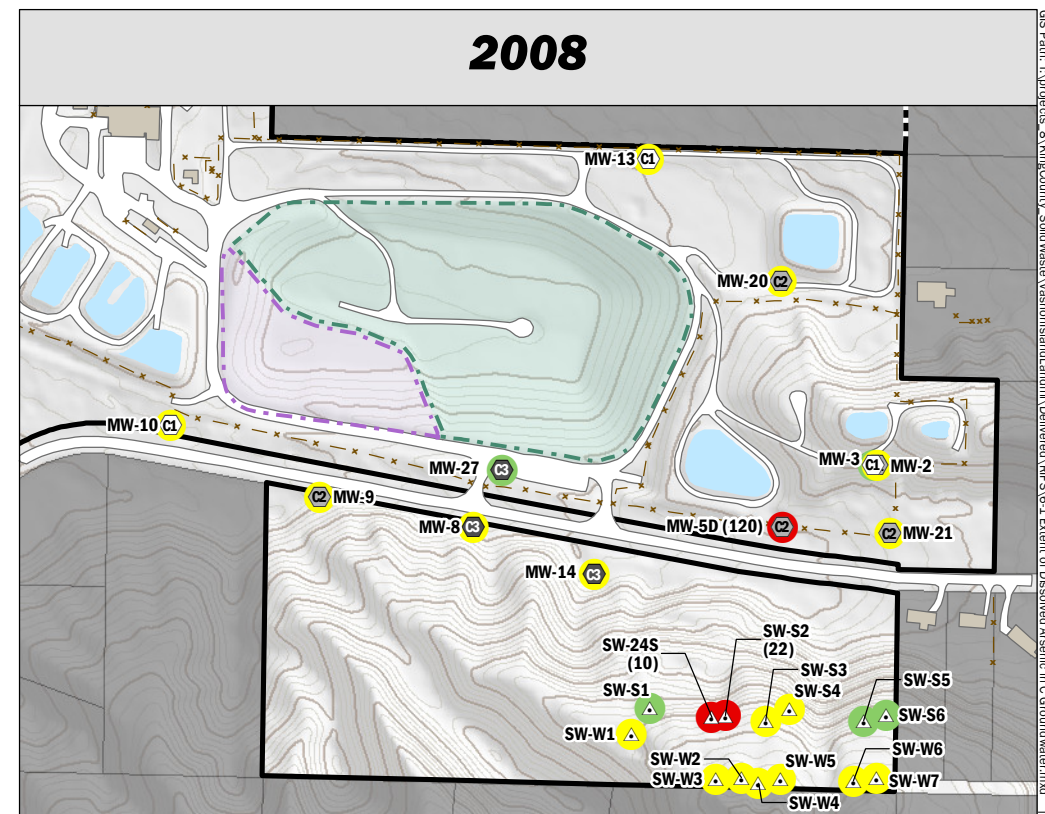 2008
MW-13 C1
MW-20 C2
MW-10 C1
MW-27 C3
MW-3 C1 MW-2
C2 MW-9
MW-8 C3
MW-5D (120) C2
C2 MW-21
MW-14 C3
SW-S2
(22)
SW-24S
(10)
SW-S3
SW-S4
SW-S5
SW-S1
SW-S6
SW-W1
SW-W6
SW-W2
SW-W5
SW-W3
SW-W7
SW-W4